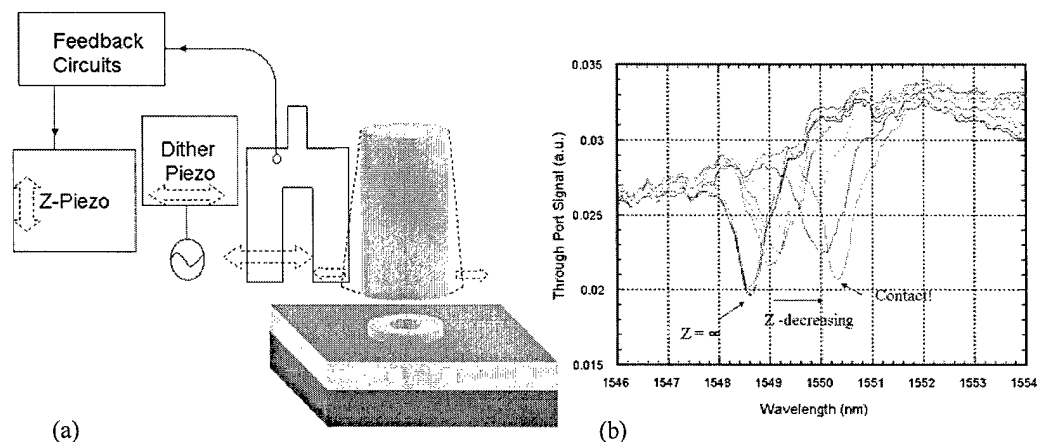 Feedback
Circuits
Z-Piezo
Dither
Piezo
(a)
0.035
0.03
0.025
0.02
0.015
Through Port Signal (a.u.)
Contact!
Z = ∞
Z -decreasing
1546 1547 1548 1549 1550 1551 1552 1553 1554
Wavelength (nm)
(b)